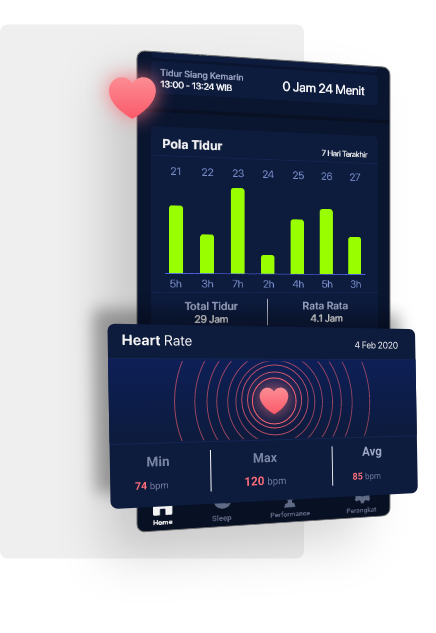 Tidur Siang Kemarin
13:00 - 13:24 WIB
0 Jam 24 Menit
Pola Tidur
7 Hari Terakhir
21 22 23 24 25 26 27
5h 3h 7h 2h 4h 5h 3h
Total Tidur
29 Jam
Rata Rata
4.1 Jam
Heart Rate
4 Feb 2020
Min
74 bpm
Max
120 bpm
Avg
85 bpm
Home
Sleep
Performance
Perangkat